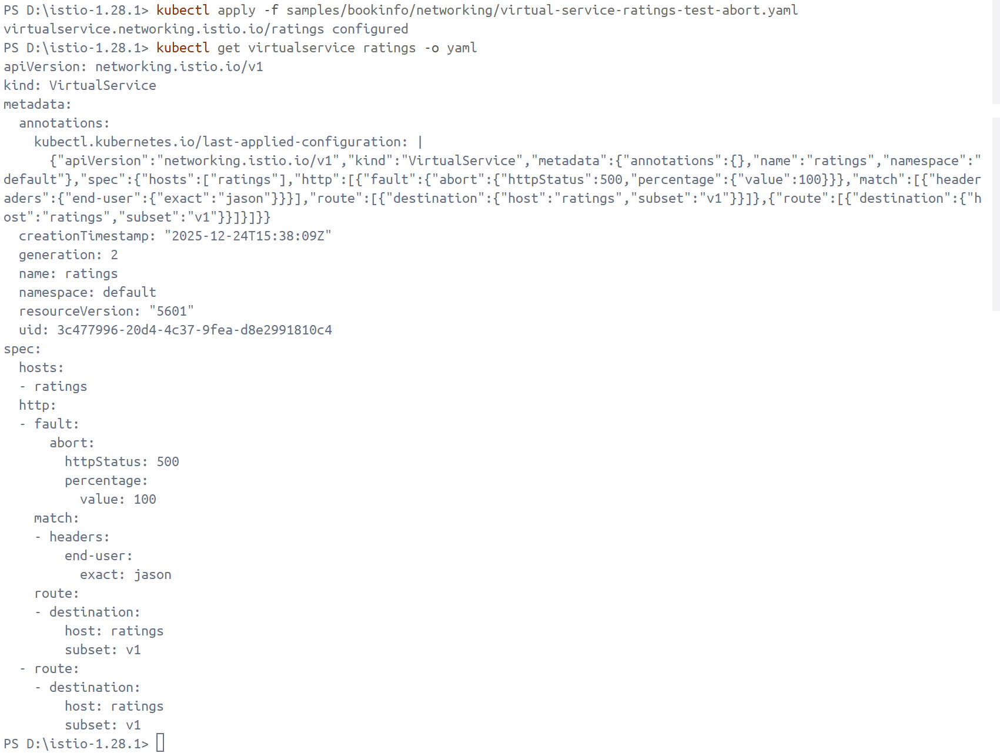 PS D:\istio-1.28.1> kubectl apply -f samples/bookinfo/networking/virtual-service-ratings-test-abort.yaml
virtualservice.networking.istio.io/ratings configured
PS D:\istio-1.28.1> kubectl get virtualservice ratings -o yaml
apiVersion: networking.istio.io/v1
kind: VirtualService
metadata:
  annotations:
    kubectl.kubernetes.io/last-applied-configuration: |
      {"apiVersion":"networking.istio.io/v1","kind":"VirtualService","metadata":{"annotations":{},"name":"ratings","namespace":"
default"},"spec":{"hosts":["ratings"],"http":[{"fault":{"abort":{"httpStatus":500,"percentage":{"value":100}}},"match":[{"header
aders":{"end-user":{"exact":"jason"}}}],"route":[{"destination":{"host":"ratings","subset":"v1"}}]},{"route":[{"destination":{"h
ost":"ratings","subset":"v1"}}]}]}}
  creationTimestamp: "2025-12-24T15:38:09Z"
  generation: 2
  name: ratings
  namespace: default
  resourceVersion: "5601"
  uid: 3c477996-20d4-4c37-9fea-d8e2991810c4
spec:
  hosts:
  - ratings
  http:
  - fault:
      abort:
        httpStatus: 500
        percentage:
          value: 100
    match:
    - headers:
        end-user:
          exact: jason
    route:
    - destination:
        host: ratings
        subset: v1
  - route:
    - destination:
        host: ratings
        subset: v1
PS D:\istio-1.28.1>